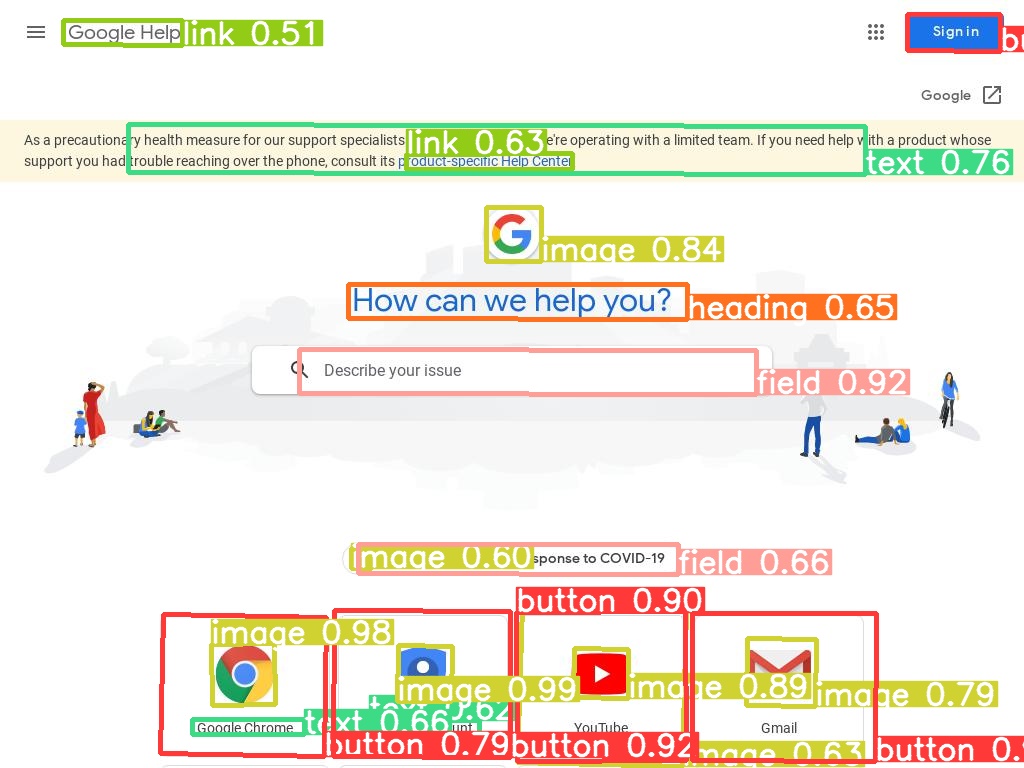 Google Help link 0.51
Sign in
bu
Google
As a precautionary health measure for our support specialists link 0.63 e're operating with a limited team. If you need help with a product whose
support you had trouble reaching over the phone, consult its product-specific Help Center
text 0.76
image 0.84
How can we help you? heading 0.65
Describe your issue
field 0.92
image 0.60 sponse to COVID-19 field 0.66
button 0.90
image 0.98
image 0.99 image 0.89 image 0.79
text 0.66 0.62
Google Chrome unt YouTube Gmail
button 0.79 button 0.92 image 0.63 button 0.9